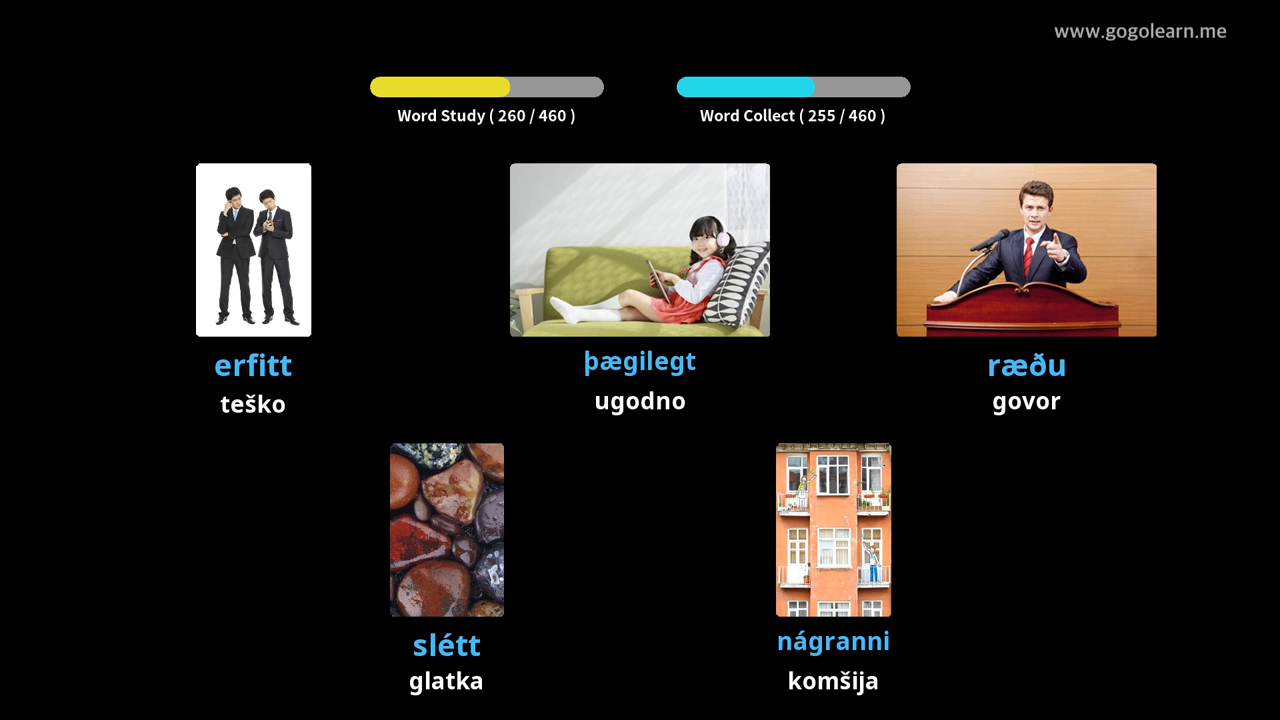 www.gogolearn.me
Word Study ( 260 / 460 )
Word Collect ( 255 / 460 )
erfitt
teško
þægilegt
ugodno
ræðu
govor
slétt
glatka
nágranni
komšija